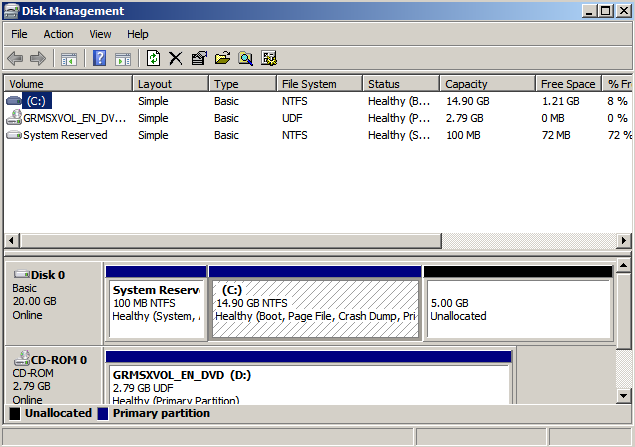 Disk Management
File Action View Help
Volume Layout Type File System Status Capacity Free Space % Fr
(C:) Simple Basic NTFS Healthy (B... 14.90 GB 1.21 GB 8 %
GRMSXVOL_EN_DV... Simple Basic UDF Healthy (P... 2.79 GB 0 MB 0 %
System Reserved Simple Basic NTFS Healthy (S... 100 MB 72 MB 72 %
Disk 0
Basic
20.00 GB
Online
System Reserv
100 MB NTFS
Healthy (System, A
(C:)
14.90 GB NTFS
Healthy (Boot, Page File, Crash Dump, Pri
5.00 GB
Unallocated
CD-ROM 0
CD-ROM
2.79 GB
Online
GRMSXVOL_EN_DVD (D:)
2.79 GB UDF
Healthy (Primary Partition)
Unallocated Primary partition